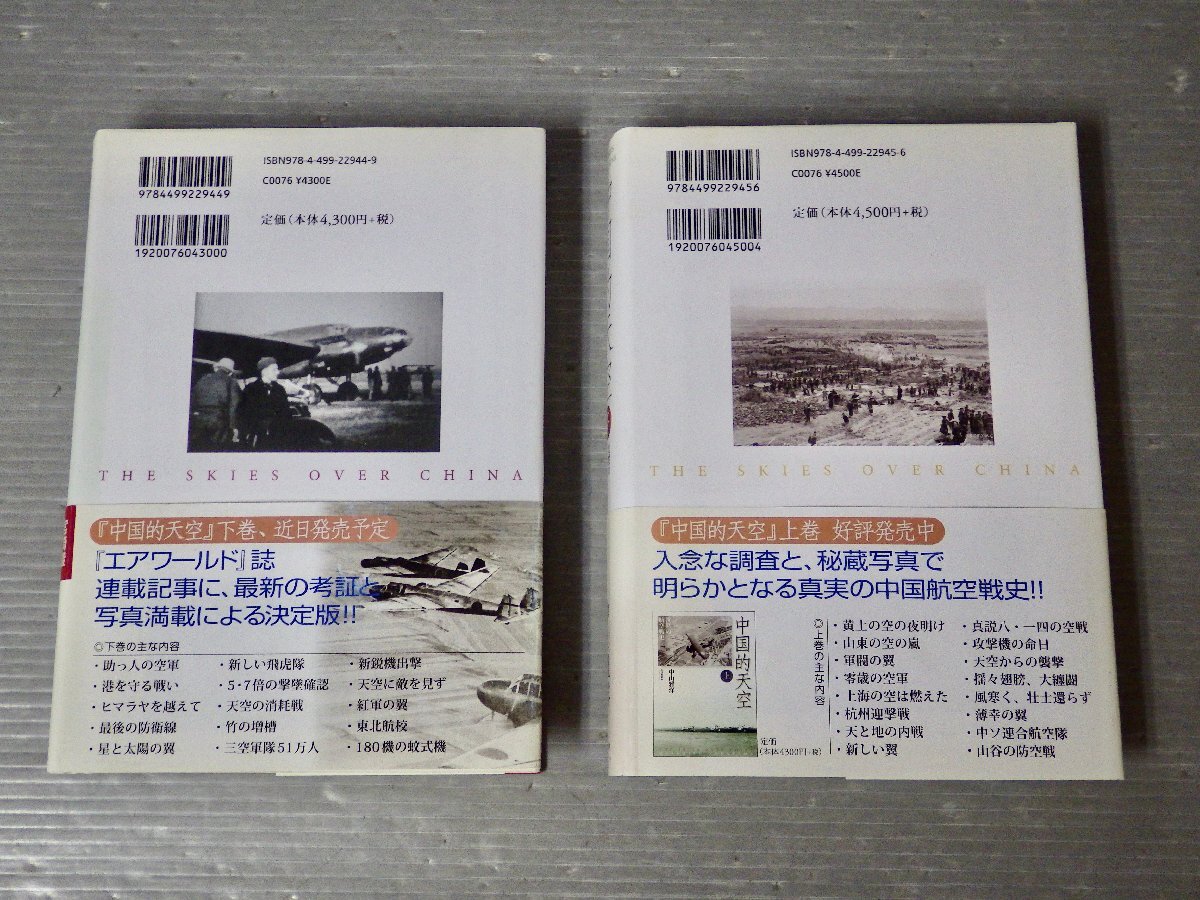 ISBN978-4-499-22944-9
9784499229449
C0076 ¥4300E
1920076043000
定価(本体4,300円+税)
THE SKIES OVER CHINA
『中国的天空』下巻、近日発売予定
『エアワールド』誌
連載記事に、最新の考証と
写真満載による決定版!!
◎下巻の主な内容
・助っ人の空軍
・港を守る戦い
・ヒマラヤを越えて
・最後の防衛線
・星と太陽の翼
・新しい飛虎隊
・5・7倍の撃墜確認
・天空の消耗戦
・竹の増槽
・三空軍隊51万人
・新鋭機出撃
・天空に敵を見ず
・紅軍の翼
・東北航校
・180機の蚊式機
ISBN978-4-499-22945-6
9784499229456
C0076 ¥4500E
1920076045004
定価(本体4,500円+税)
THE SKIES OVER CHINA
『中国的天空』上巻 好評発売中
入念な調査と、秘蔵写真で
明らかとなる真実の中国航空戦史!!
中国的天空
上
定価
(本体4300円+税)
◎上巻の主な内容
・黄土の空の夜明け
・山東の空の嵐
・軍閥の翼
・零歳の空軍
・上海の空は燃えた
・杭州迎撃戦
・天と地の内戦
・新しい翼
・真説八・一四の空戦
・攻撃機の命日
・天空からの襲撃
・揺々翅膀、大纏闘
・風寒く、壮士還らず
・薄幸の翼
・中ソ連合航空隊
・山谷の防空戦